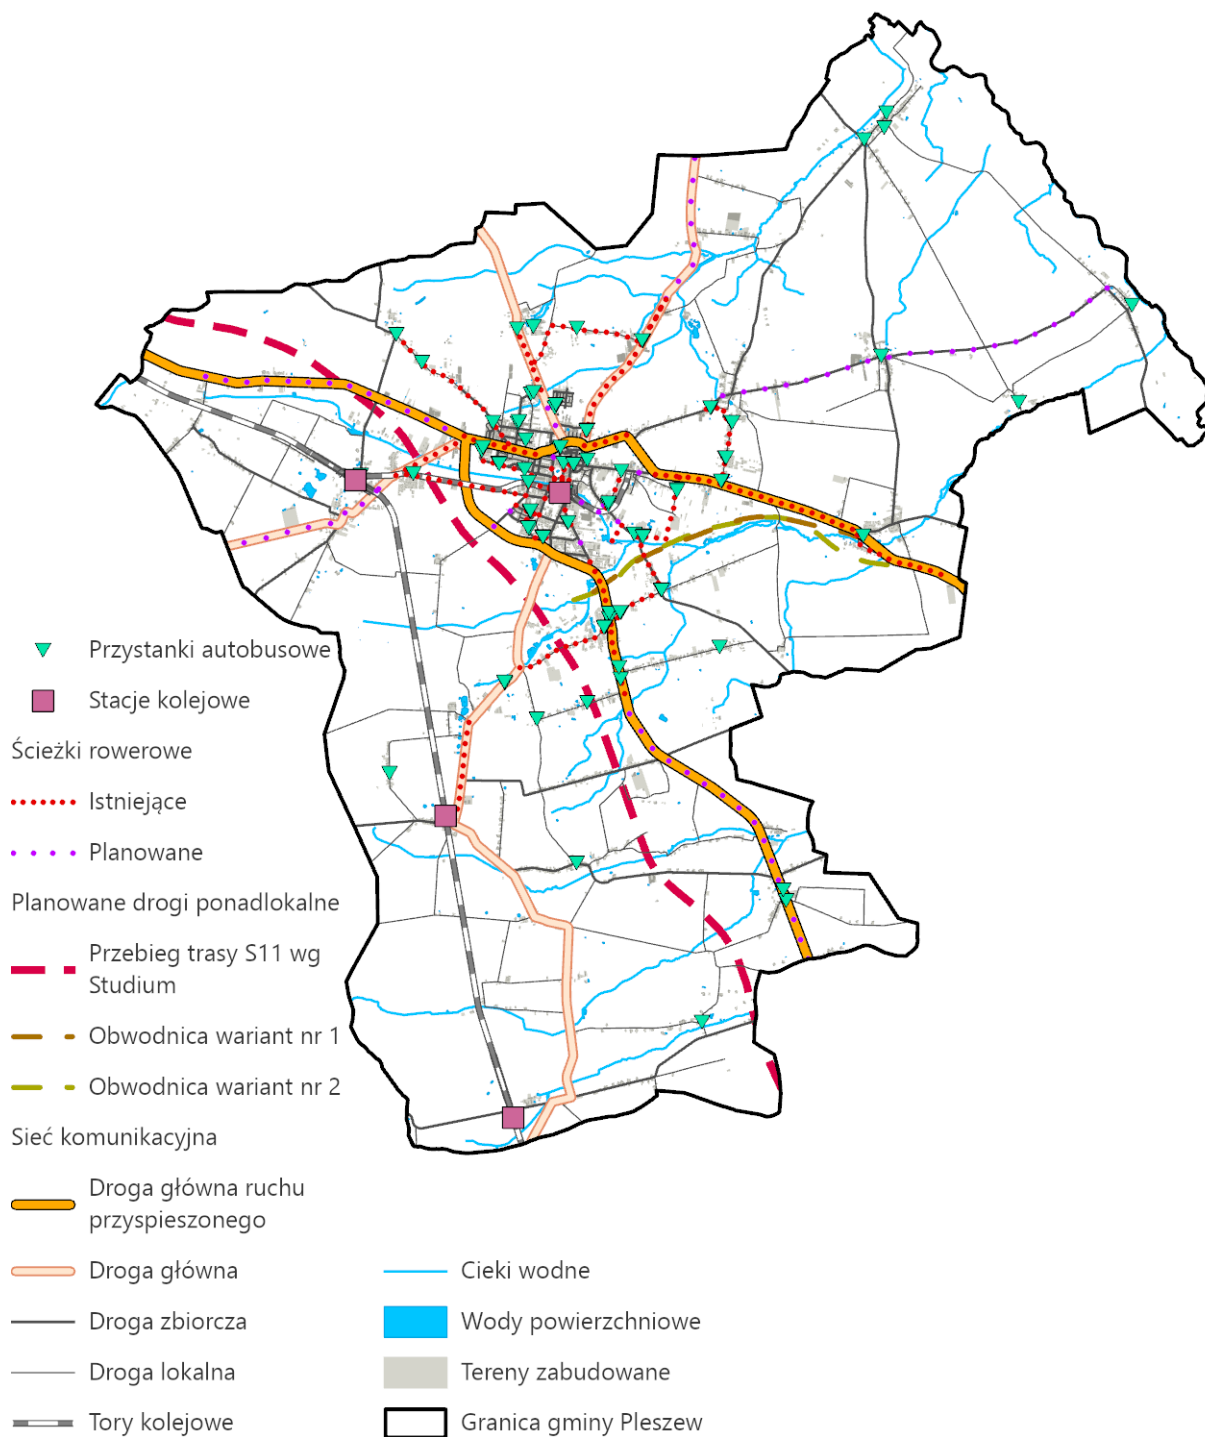 Przystanki autobusowe
Stacje kolejowe
Ścieżki rowerowe
Istniejące
Planowane
Planowane drogi ponadlokalne
Przebieg trasy S11 wg
Studium
Obwodnica wariant nr 1
Obwodnica wariant nr 2
Sieć komunikacyjna
Droga główna ruchu
przyspieszonego
Droga główna
Droga zbiorcza
Droga lokalna
Tory kolejowe
Cieki wodne
Wody powierzchniowe
Tereny zabudowane
Granica gminy Pleszew